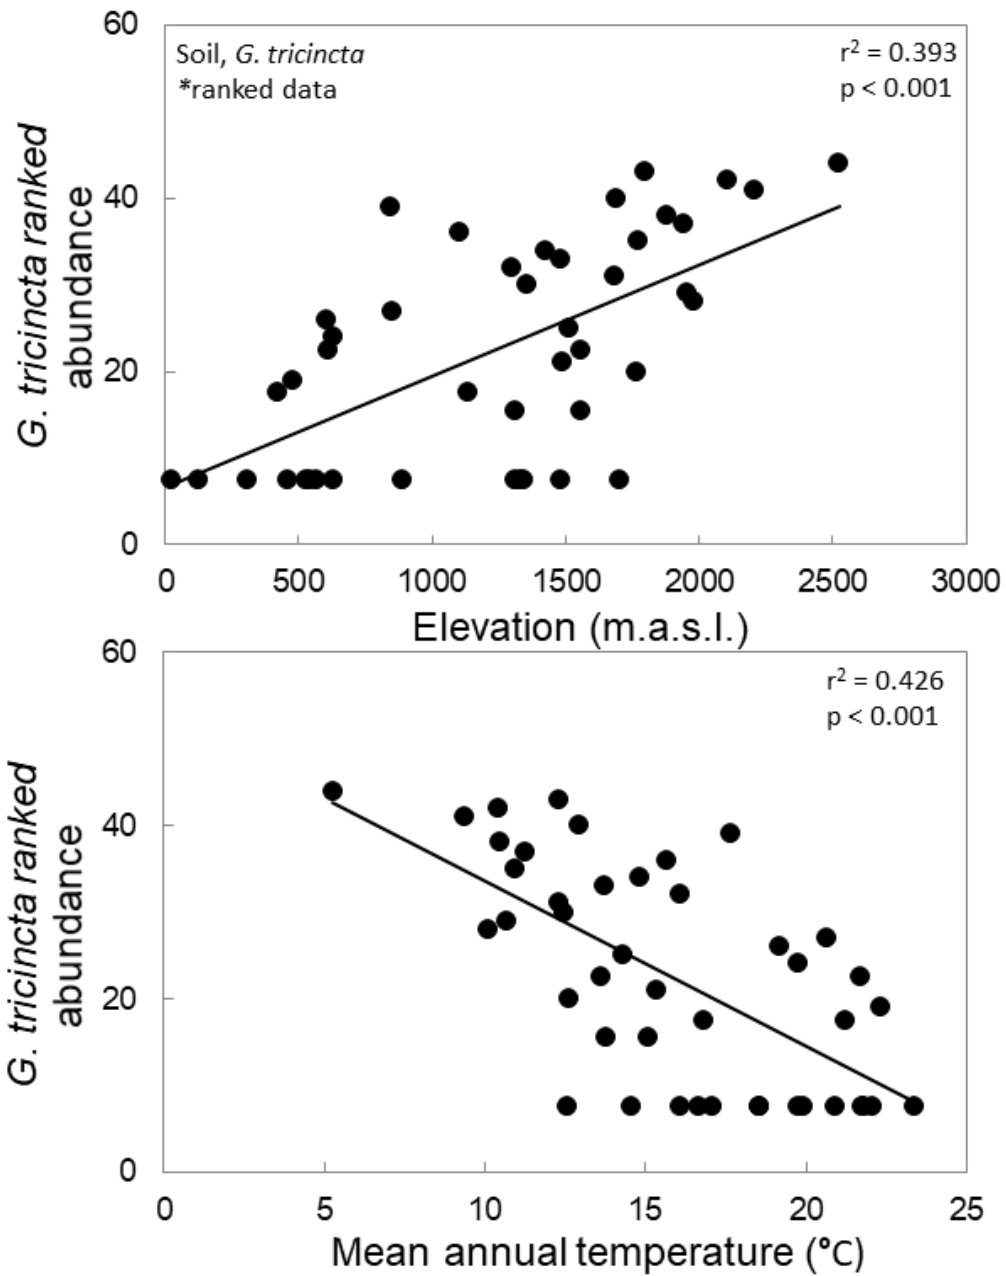 60
Soil, G. tricincta
*ranked data
r² = 0.393
p < 0.001
40
20
0
G. tricincta ranked
abundance
0 500 1000 1500 2000 2500 3000
Elevation (m.a.s.l.)
60
r² = 0.426
p < 0.001
40
20
0
G. tricincta ranked
abundance
0 5 10 15 20 25
Mean annual temperature (°C)